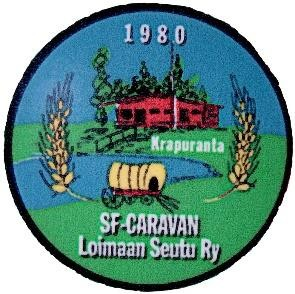 1980
Krapuranta
SF-CARAVAN
Loimaan Seutu Ry